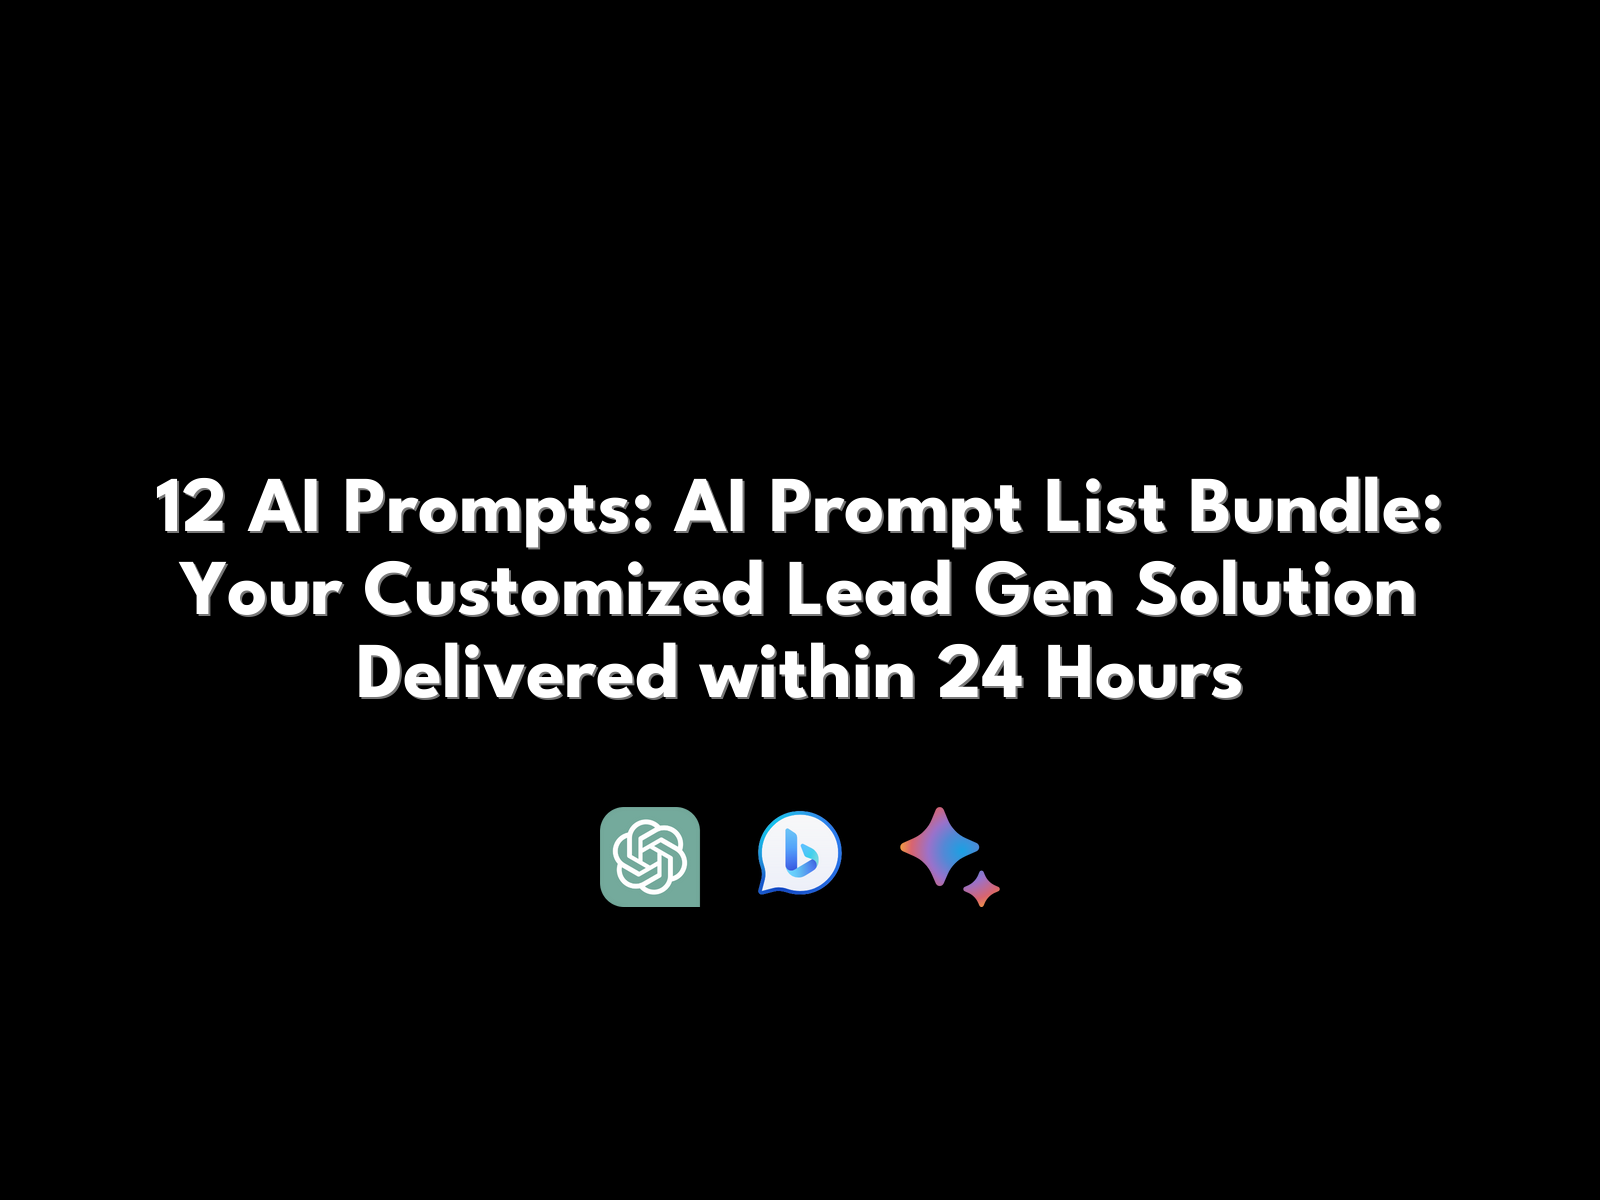 12 AI Prompts: AI Prompt List Bundle:
Your Customized Lead Gen Solution
Delivered within 24 Hours